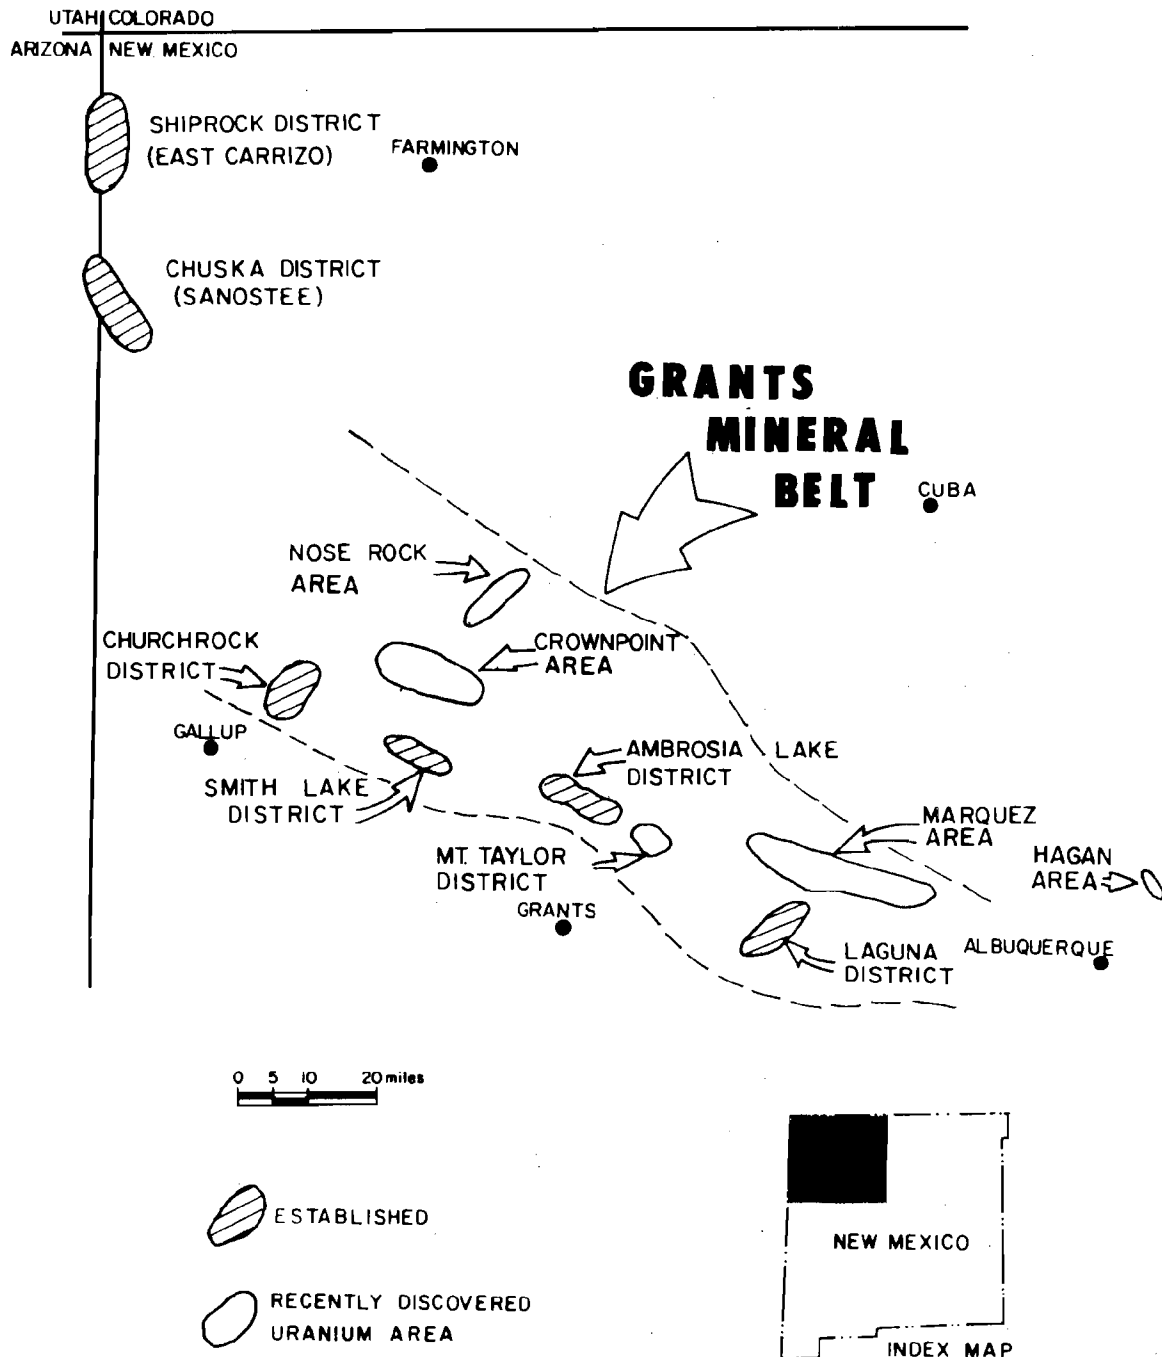 UTAH COLORADO
ARIZONA NEW MEXICO
SHIPROCK DISTRICT
(EAST CARRIZO)
FARMINGTON
CHUSKA DISTRICT
(SANOSTEE)
GRANTS
MINERAL
BELT
CUBA
NOSE ROCK
AREA
CHURCHROCK
DISTRICT
CROWNPOINT
AREA
GALLUP
SMITH LAKE
DISTRICT
AMBROSIA LAKE
DISTRICT
MARQUEZ
AREA
HAGAN
AREA
MT. TAYLOR
DISTRICT
GRANTS
LAGUNA
DISTRICT
ALBUQUERQUE
0 5 10 20 miles
ESTABLISHED
RECENTLY DISCOVERED
URANIUM AREA
NEW MEXICO
INDEX MAP